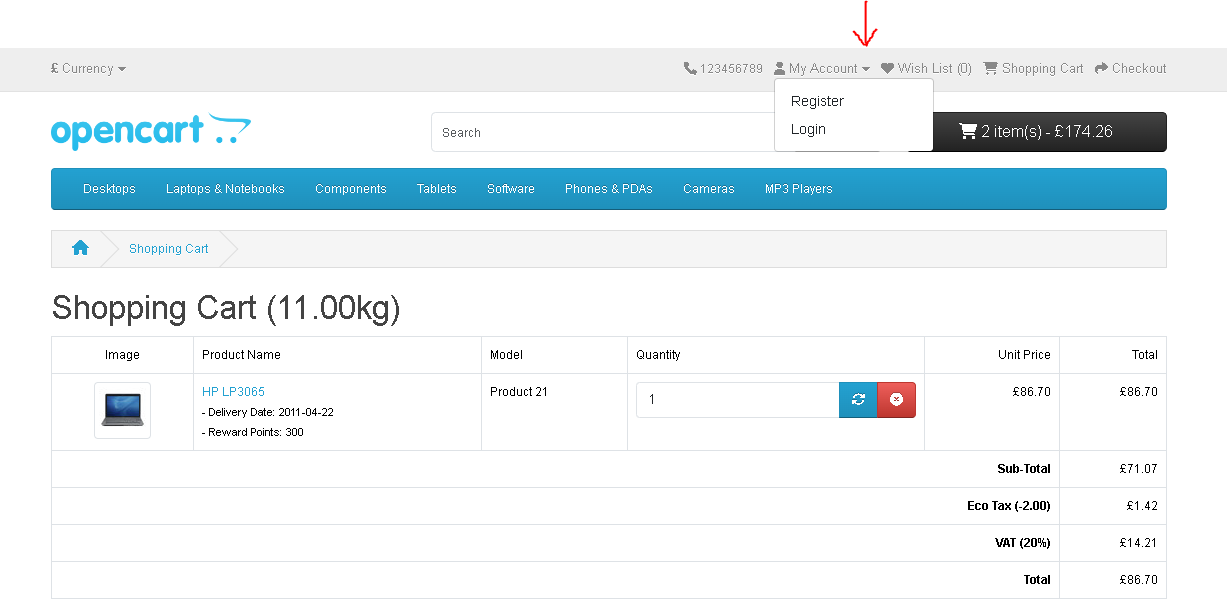 £ Currency
123456789 My Account Wish List (0) Shopping Cart Checkout
Register
Login
opencart
Search
2 item(s) - £174.26
Desktops Laptops & Notebooks Components Tablets Software Phones & PDAs Cameras MP3 Players
Shopping Cart
Shopping Cart (11.00kg)
Image Product Name Model Quantity Unit Price Total
HP LP3065 Product 21 1 £86.70 £86.70
- Delivery Date: 2011-04-22
- Reward Points: 300
Sub-Total £71.07
Eco Tax (-2.00) £1.42
VAT (20%) £14.21
Total £86.70